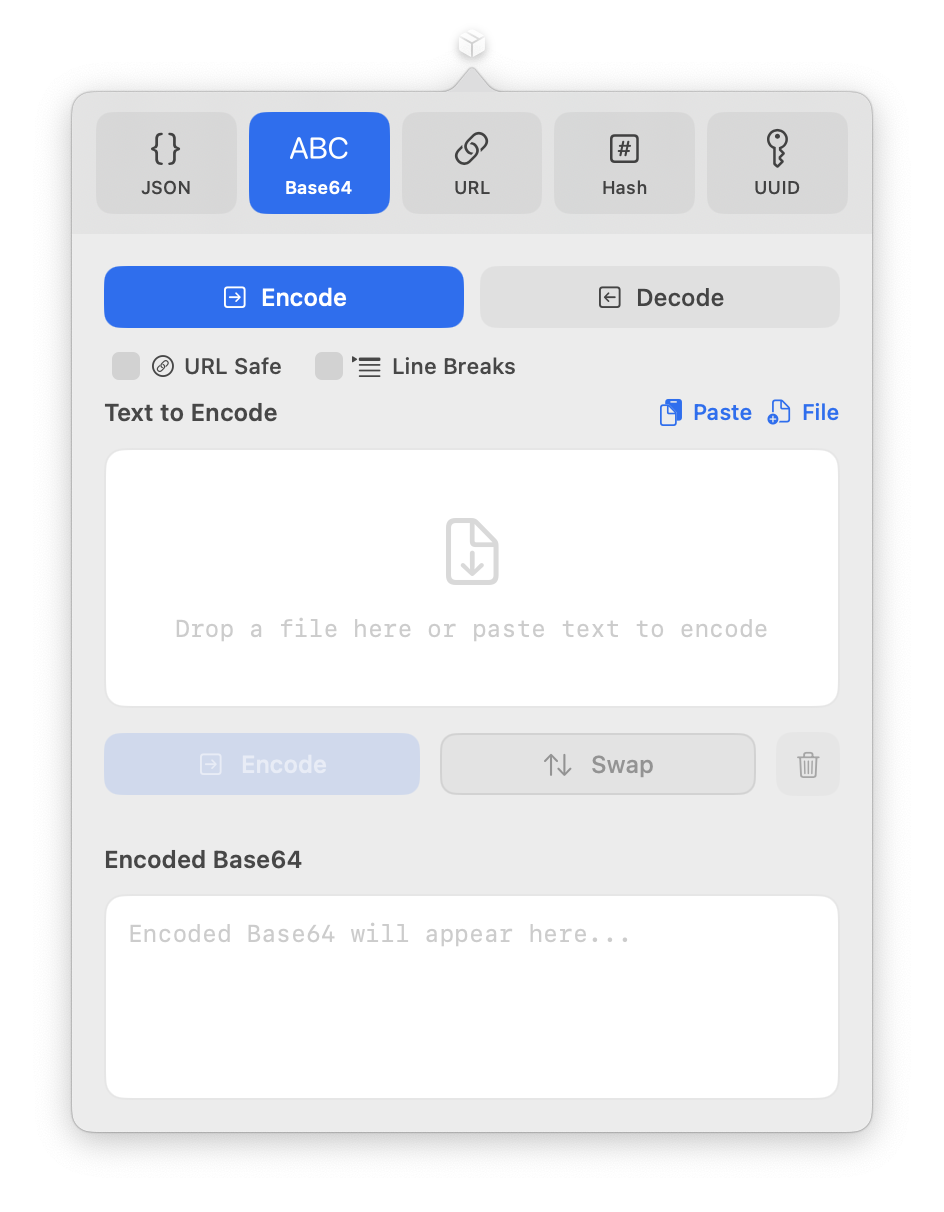 { } ABC #
JSON Base64 URL Hash UUID
Encode Decode
URL Safe Line Breaks
Text to Encode Paste File
Drop a file here or paste text to encode
Encode Swap
Encoded Base64
Encoded Base64 will appear here...